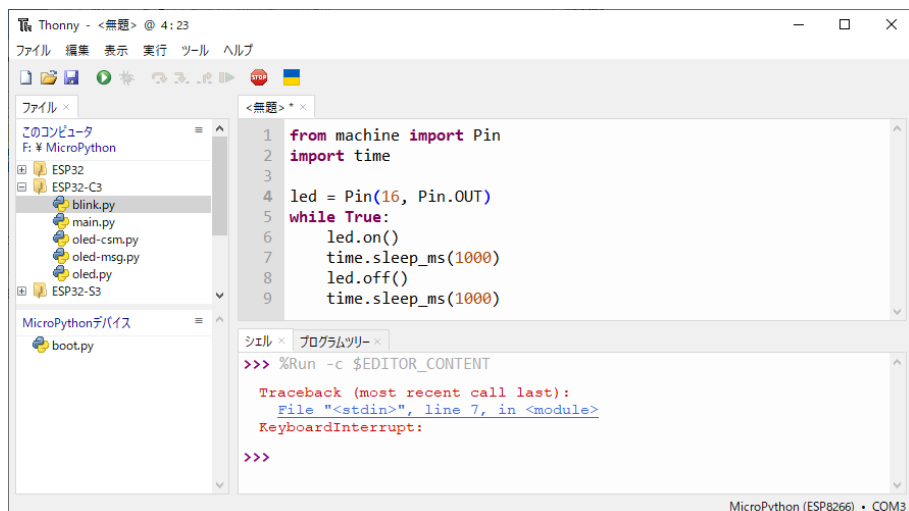 Thonny - <無題> @ 4:23
ファイル 編集 表示 実行 ツール ヘルプ
STOP
ファイル ×
このコンピュータ
F: ¥ MicroPython
ESP32
ESP32-C3
blink.py
main.py
oled-csm.py
oled-msg.py
oled.py
ESP32-S3
MicroPythonデバイス
boot.py
<無題> * ×
1 from machine import Pin
2 import time
3
4 led = Pin(16, Pin.OUT)
5 while True:
6     led.on()
7     time.sleep_ms(1000)
8     led.off()
9     time.sleep_ms(1000)
シェル × プログラムツリー ×
>>> %Run -c $EDITOR_CONTENT
Traceback (most recent call last):
  File "<stdin>", line 7, in <module>
KeyboardInterrupt:
>>>
MicroPython (ESP8266) • COM3